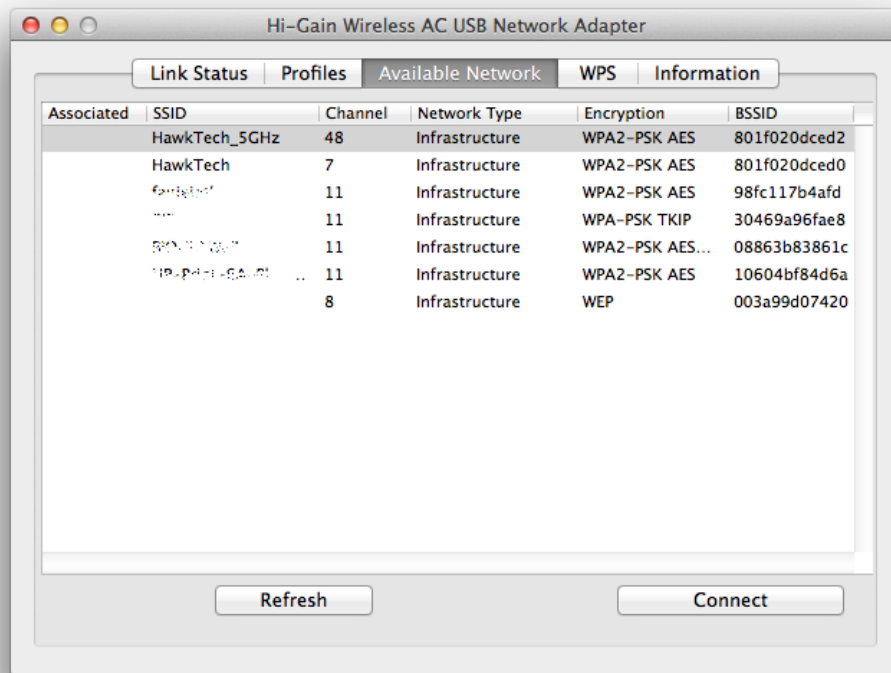 Hi-Gain Wireless AC USB Network Adapter
Link Status Profiles Available Network WPS Information
Associated SSID Channel Network Type Encryption BSSID
HawkTech_5GHz 48 Infrastructure WPA2-PSK AES 801f020dced2
HawkTech 7 Infrastructure WPA2-PSK AES 801f020dced0
11 Infrastructure WPA2-PSK AES 98fc117b4afd
11 Infrastructure WPA-PSK TKIP 30469a96fae8
11 Infrastructure WPA2-PSK AES... 08863b83861c
11 Infrastructure WPA2-PSK AES 10604bf84d6a
8 Infrastructure WEP 003a99d07420
Refresh Connect